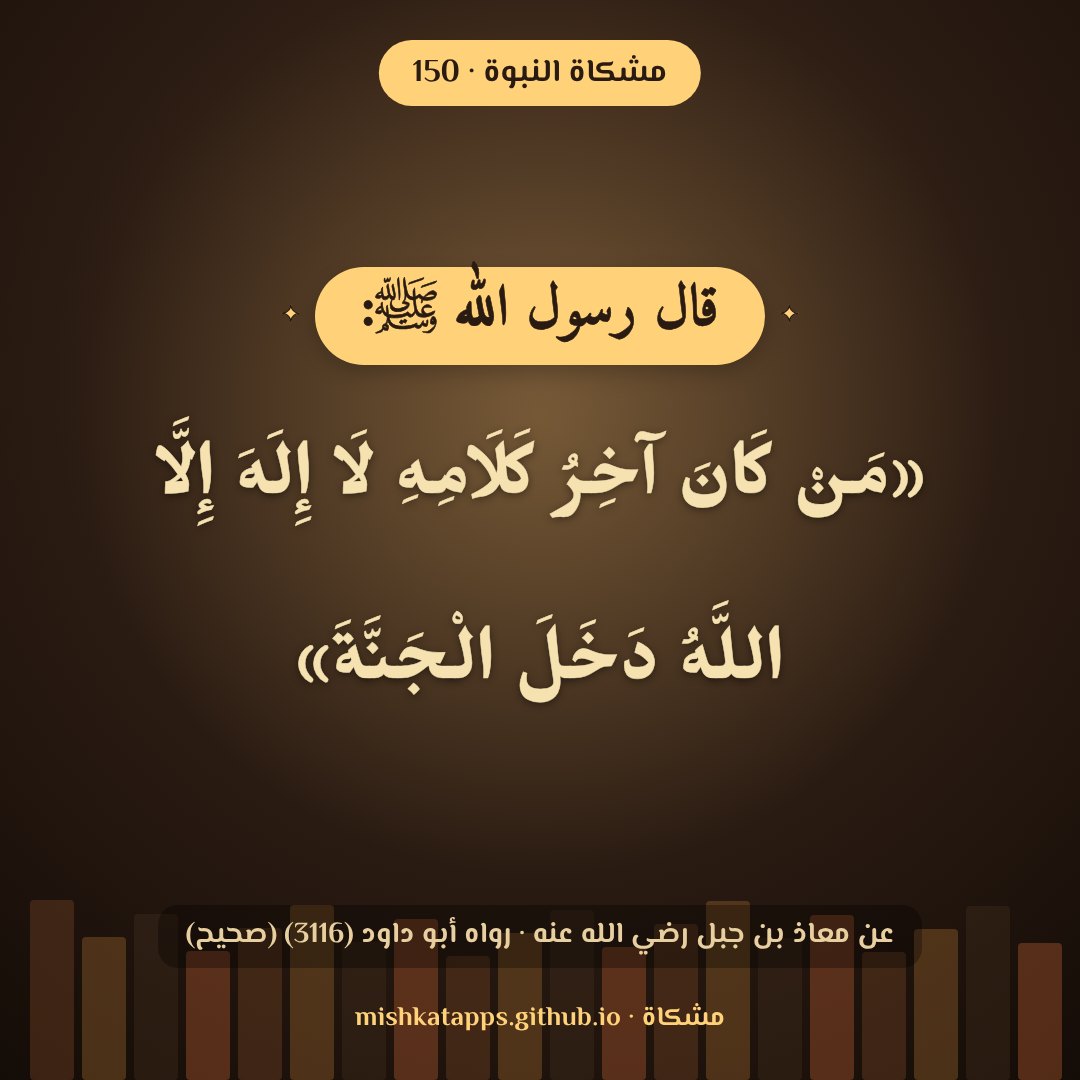 مشكاة النبوة · 150
قال رسول الله ﷺ:
«مَنْ كَانَ آخِرُ كَلَامِهِ لَا إِلَهَ إِلَّا
اللَّهُ دَخَلَ الْجَنَّةَ»
عن معاذ بن جبل رضي الله عنه · رواه أبو داود (3116) (صحيح)
مشكاة · mishkatapps.github.io